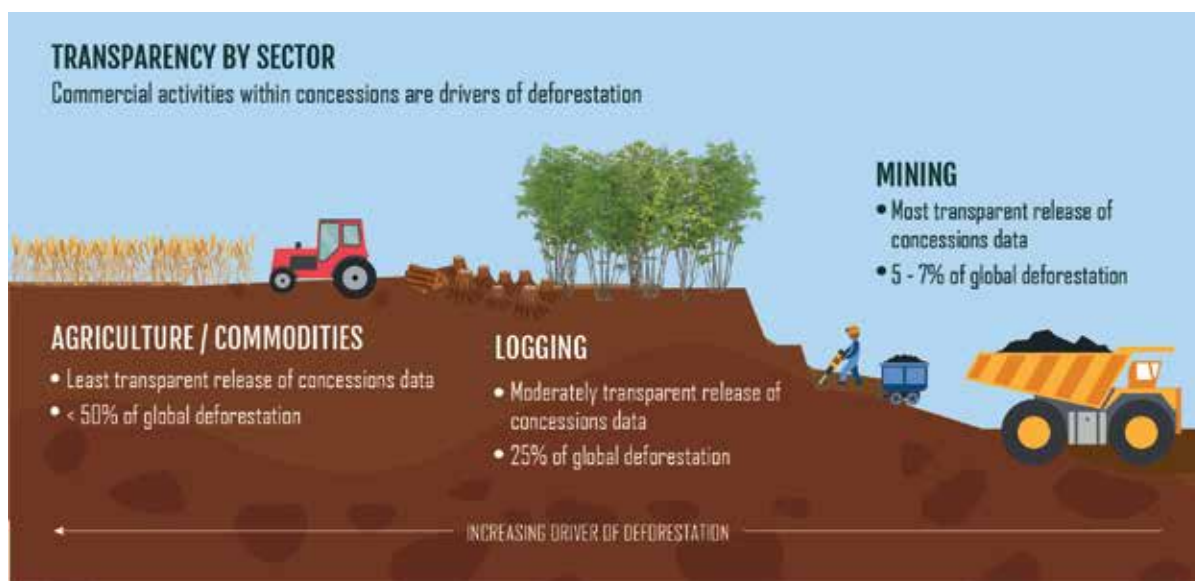 TRANSPARENCY BY SECTOR
Commercial activities within concessions are drivers of deforestation
MINING
• Most transparent release of
concessions data
• 5 - 7% of global deforestation
AGRICULTURE / COMMODITIES
• Least transparent release of concessions data
• < 50% of global deforestation
LOGGING
• Moderately transparent release of
concessions data
• 25% of global deforestation
INCREASING DRIVER OF DEFORESTATION